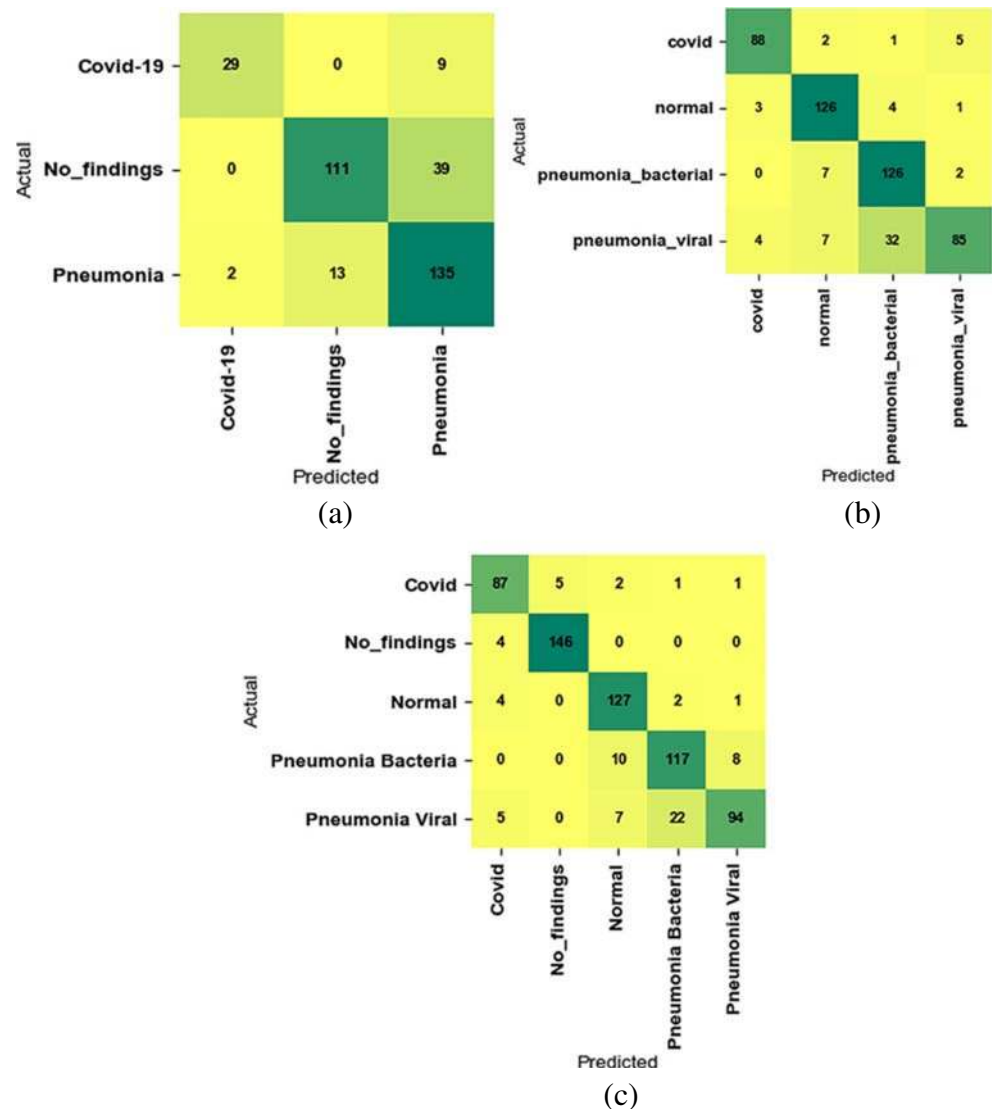 Actual
Covid-19 29 0 9
No_findings 0 111 39
Pneumonia 2 13 135
Covid-19 No_findings Pneumonia
Predicted
(a)
Actual
covid 88 2 1 5
normal 3 126 4 1
pneumonia_bacterial 0 7 126 2
pneumonia_viral 4 7 32 85
covid normal pneumonia_bacterial pneumonia_viral
Predicted
(b)
Actual
Covid 87 5 2 1 1
No_findings 4 146 0 0 0
Normal 4 0 127 2 1
Pneumonia Bacteria 0 0 10 117 8
Pneumonia Viral 5 0 7 22 94
Covid No_findings Normal Pneumonia Bacteria Pneumonia Viral
Predicted
(c)